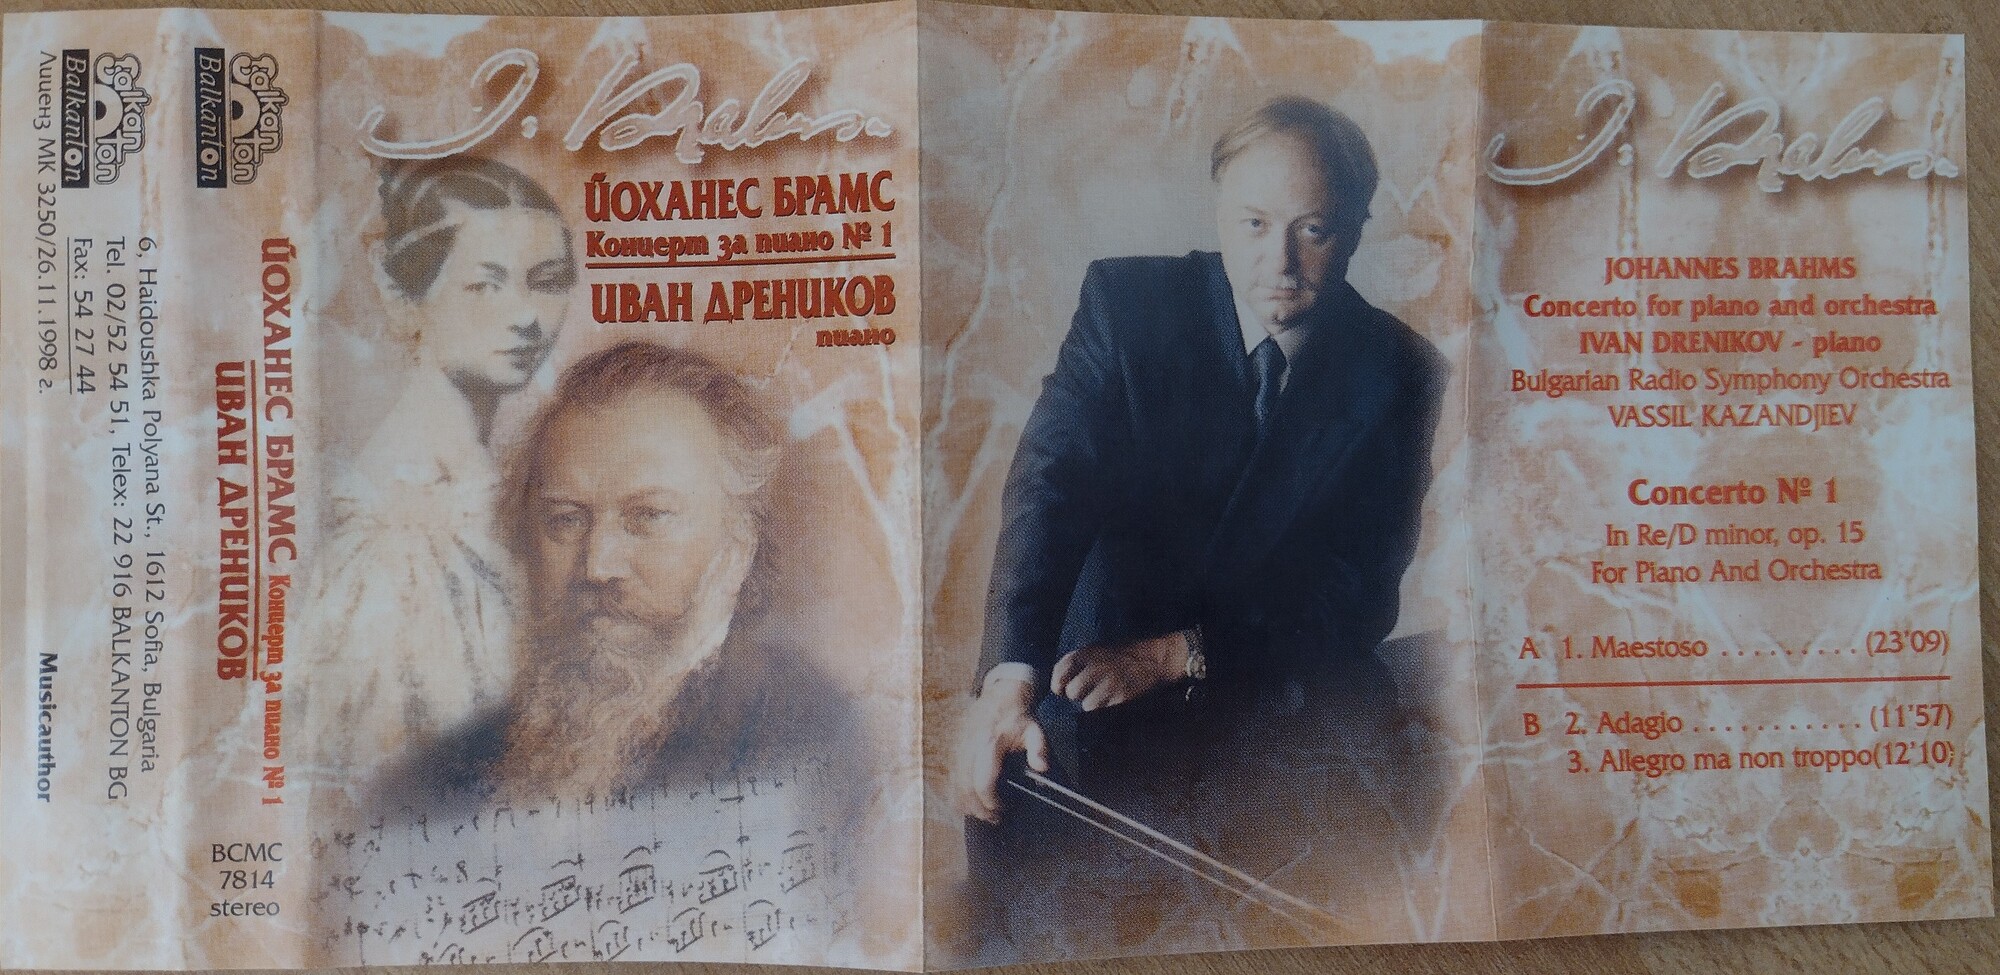 Balkanton
Balkanton
6, Haidoushka Polyana St., 1612 Sofia, Bulgaria
Tel. 02/52 54 51, Telex: 22 916 BALKANTON BG,
Fax: 54 27 44
Лиценз МК 3250/26.11.1998 г.
Musicauthor
Balkanton
Balkanton
ЙОХАНЕС БРАМС Концерт за пиано № 1
ИВАН ДРЕНИКОВ
BCMC
7814
stereo
J. Brahms
ЙОХАНЕС БРАМС
Концерт за пиано № 1
ИВАН ДРЕНИКОВ
пиано
J. Brahms
JOHANNES BRAHMS
Concerto for piano and orchestra
IVAN DRENIKOV - piano
Bulgarian Radio Symphony Orchestra
VASSIL KAZANDJIEV
Concerto № 1
In Re/D minor, op. 15
For Piano And Orchestra
A 1. Maestoso . . . . . . . . . (23'09)
B 2. Adagio . . . . . . . . . . . (11'57)
3. Allegro ma non troppo(12'10)